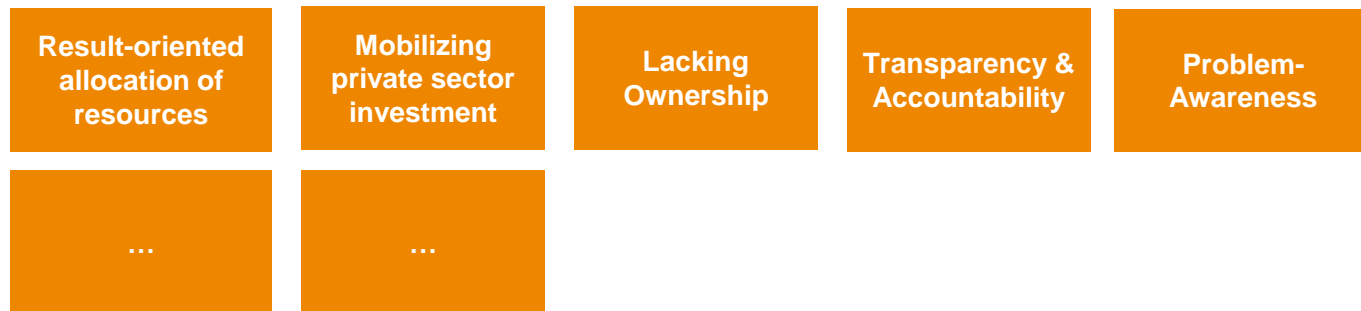 Result-oriented
allocation of
resources
Mobilizing
private sector
investment
Lacking
Ownership
Transparency &
Accountability
Problem-
Awareness
…
…